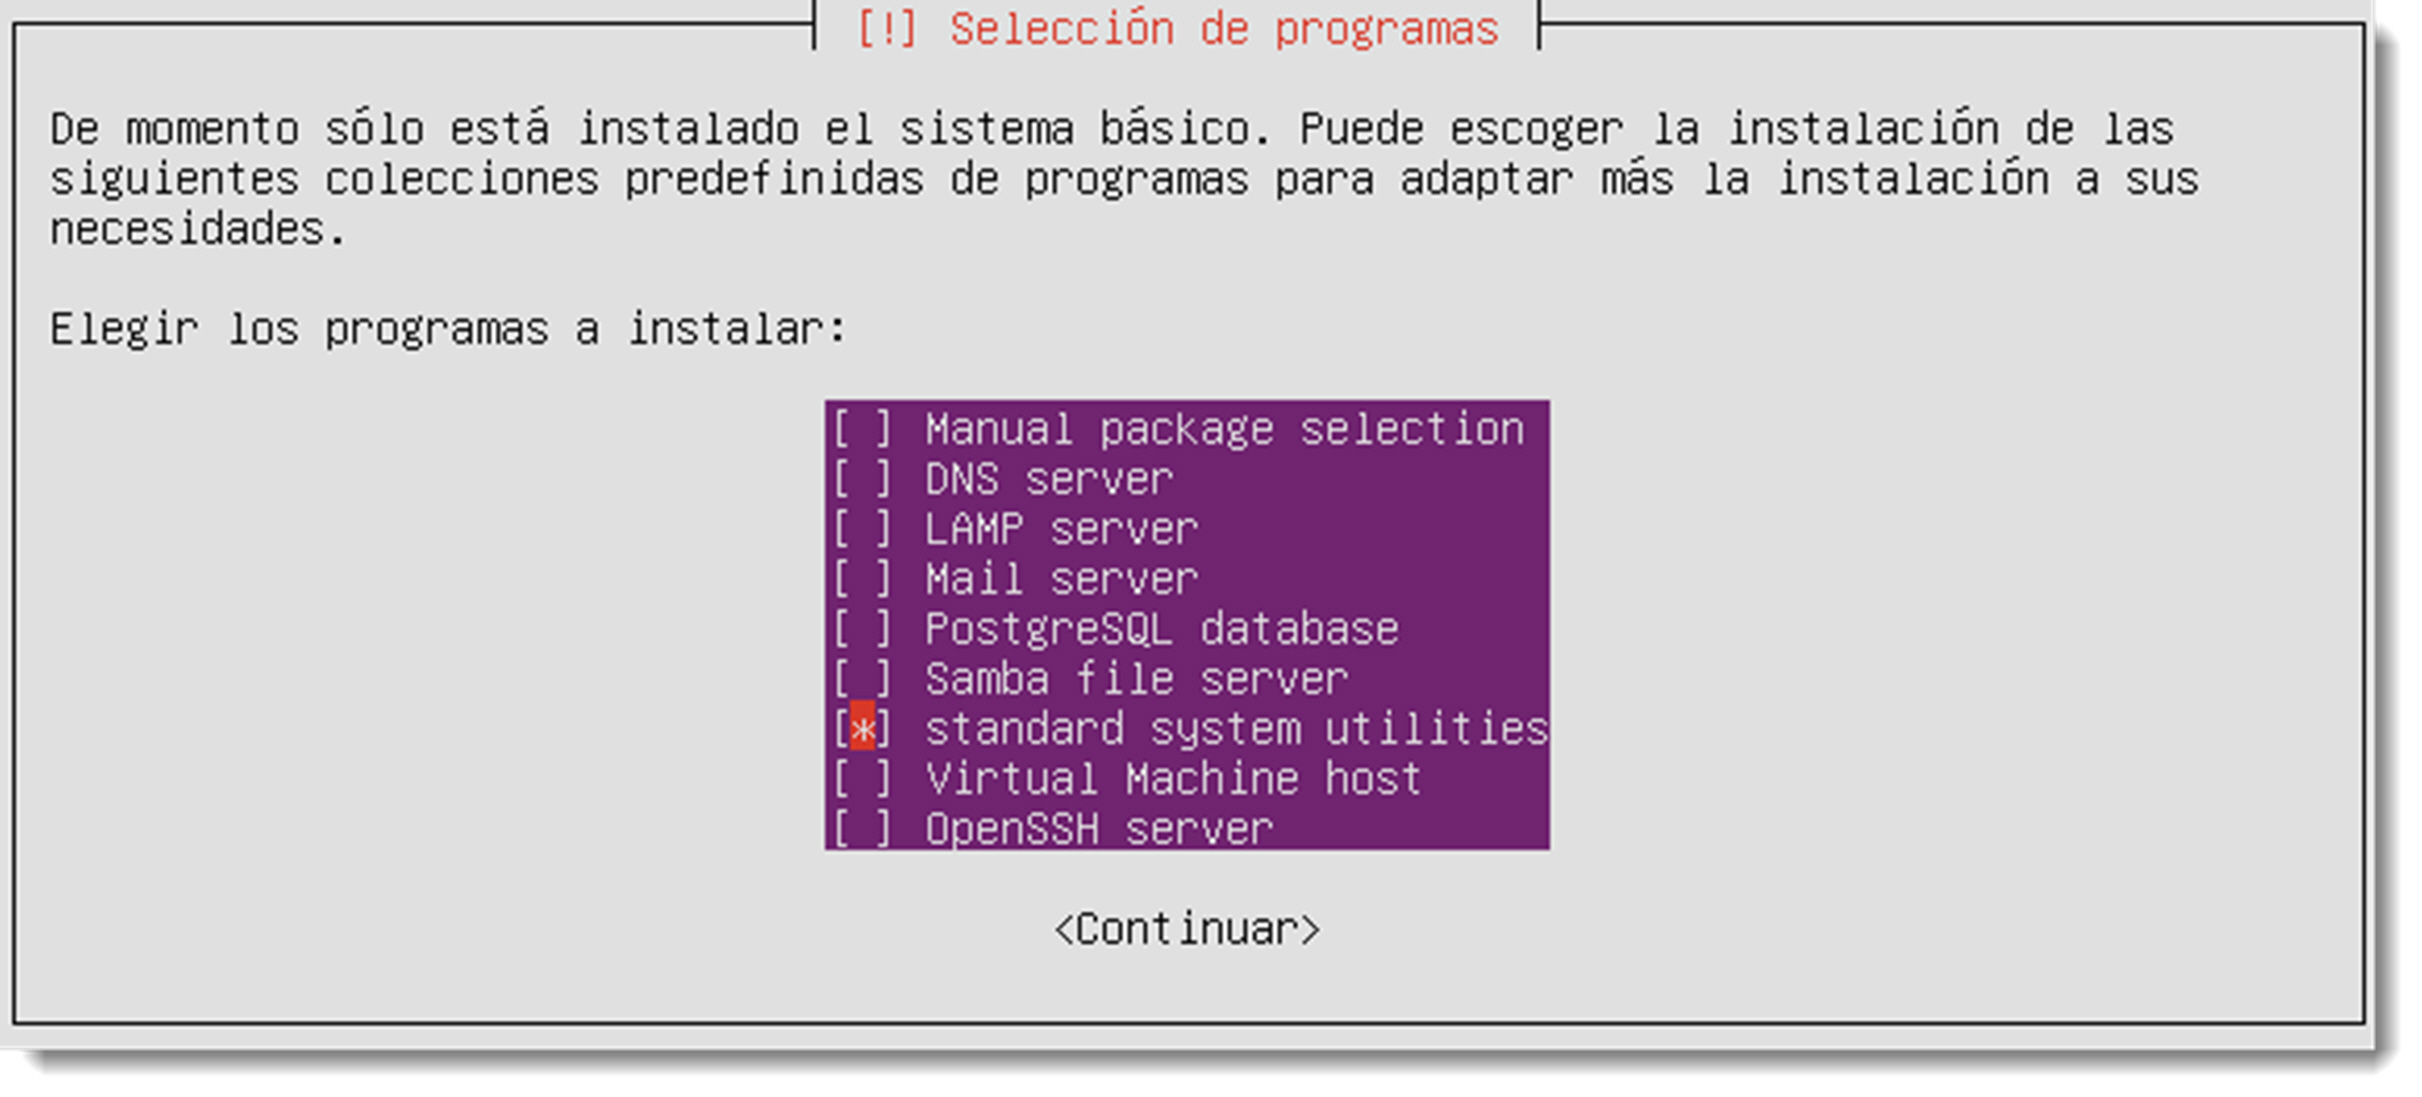 [!] Selección de programas
De momento sólo está instalado el sistema básico. Puede escoger la instalación de las
siguientes colecciones predefinidas de programas para adaptar más la instalación a sus
necesidades.
Elegir los programas a instalar:
[ ] Manual package selection
[ ] DNS server
[ ] LAMP server
[ ] Mail server
[ ] PostgreSQL database
[ ] Samba file server
[*] standard system utilities
[ ] Virtual Machine host
[ ] OpenSSH server
<Continuar>